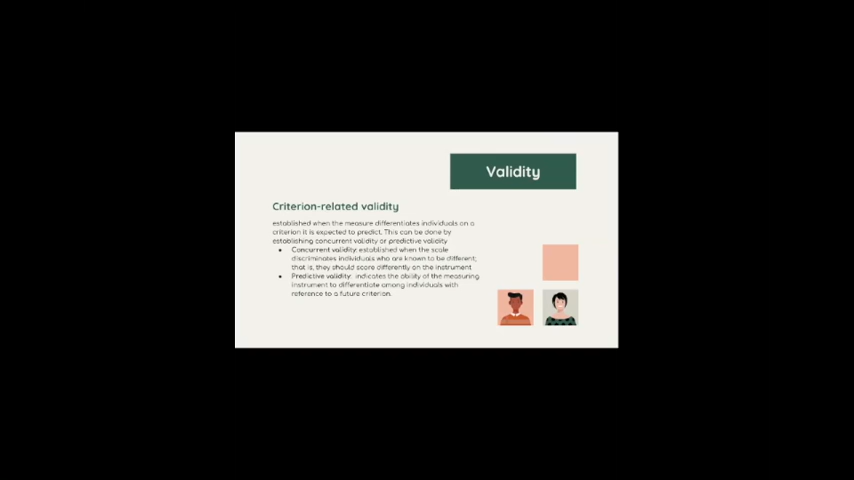 Validity
Criterion-related validity
established when the measure differentiates individuals on a
criterion it is expected to predict. This can be done by
establishing concurrent validity or predictive validity
● Concurrent validity: established when the scale
discriminates individuals who are known to be different;
that is, they should score differently on the instrument
● Predictive validity: indicates the ability of the measuring
instrument to differentiate among individuals with
reference to a future criterion.